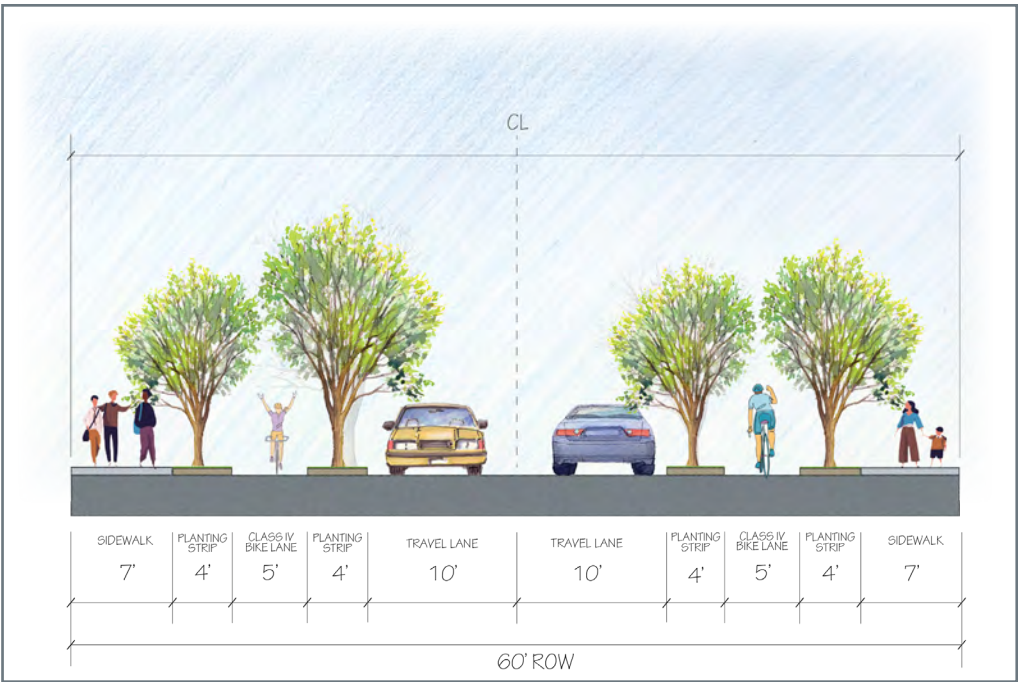 CL
SIDEWALK
7'
PLANTING
STRIP
4'
CLASS IV
BIKE LANE
5'
PLANTING
STRIP
4'
TRAVEL LANE
10'
TRAVEL LANE
10'
PLANTING
STRIP
4'
CLASS IV
BIKE LANE
5'
PLANTING
STRIP
4'
SIDEWALK
7'
60' ROW